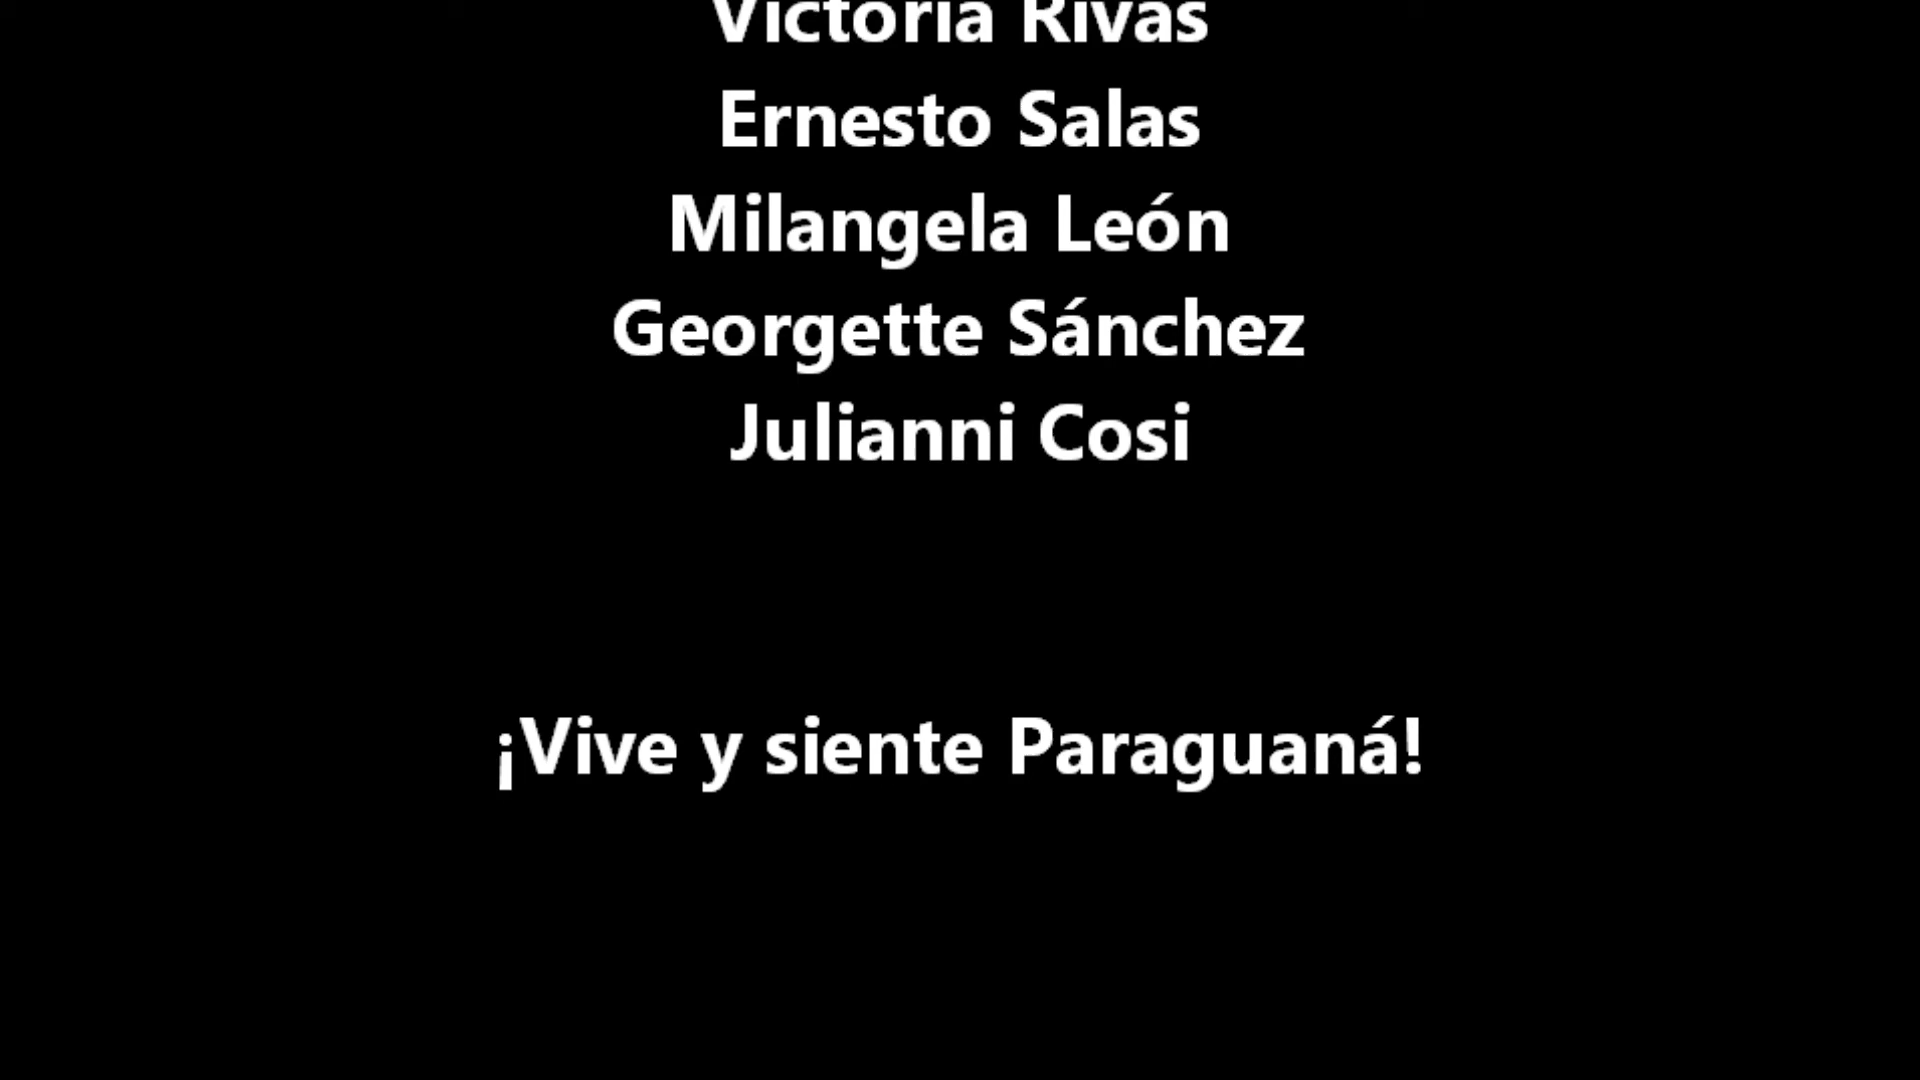 Victoria Rivas
Ernesto Salas
Milangela León
Georgette Sánchez
Julianni Cosi
¡Vive y siente Paraguaná!